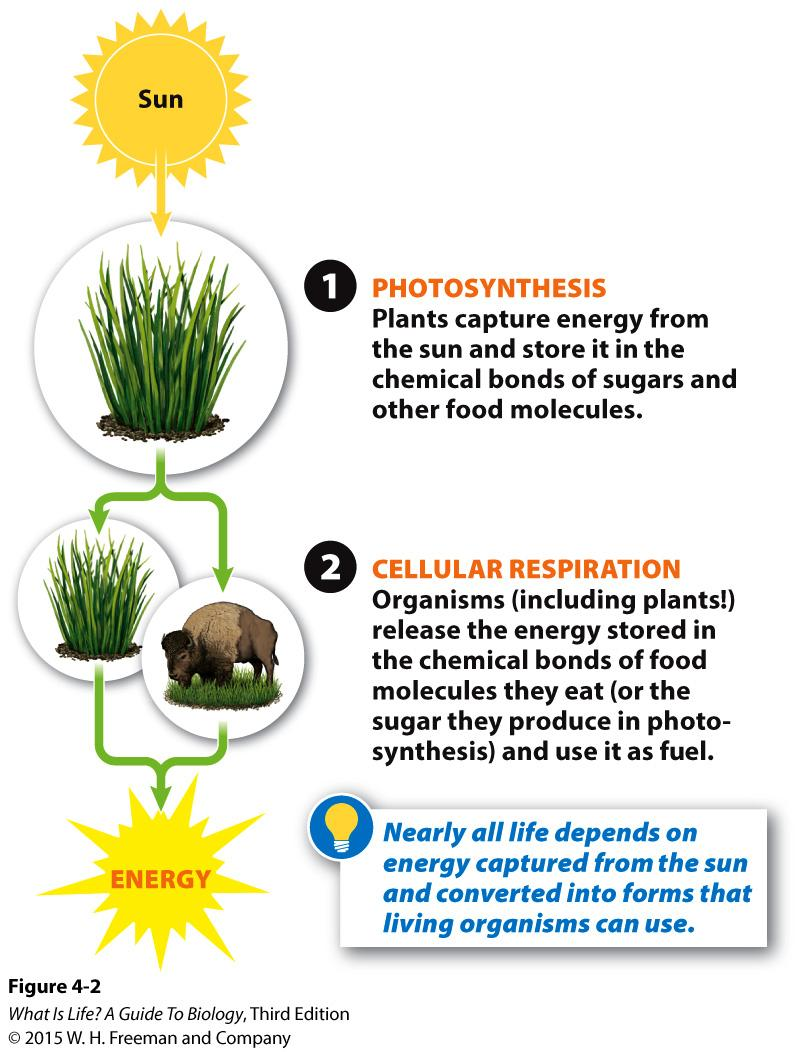 Sun
1
PHOTOSYNTHESIS
Plants capture energy from
the sun and store it in the
chemical bonds of sugars and
other food molecules.
2
CELLULAR RESPIRATION
Organisms (including plants!)
release the energy stored in
the chemical bonds of food
molecules they eat (or the
sugar they produce in photo-
synthesis) and use it as fuel.
ENERGY
Nearly all life depends on
energy captured from the sun
and converted into forms that
living organisms can use.
Figure 4-2
What Is Life? A Guide To Biology, Third Edition
© 2015 W. H. Freeman and Company